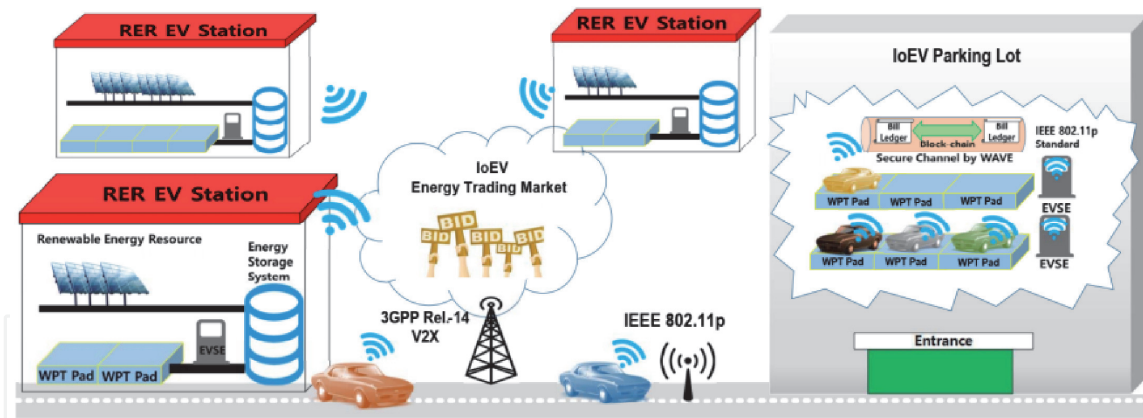 RER EV Station
RER EV Station
IoEV Parking Lot
Bill
Ledger
Bill
Ledger
Block-chain
Secure Channel by WAVE
IEEE 802.11p
Standard
WPT Pad
WPT Pad
WPT Pad
EVSE
WPT Pad
WPT Pad
WPT Pad
EVSE
Entrance
IoEV
Energy Trading Market
BID
BID
BID
BID
BID
RER EV Station
Renewable Energy Resource
Energy
Storage
System
EVSE
WPT Pad
WPT Pad
3GPP Rel.-14
V2X
IEEE 802.11p